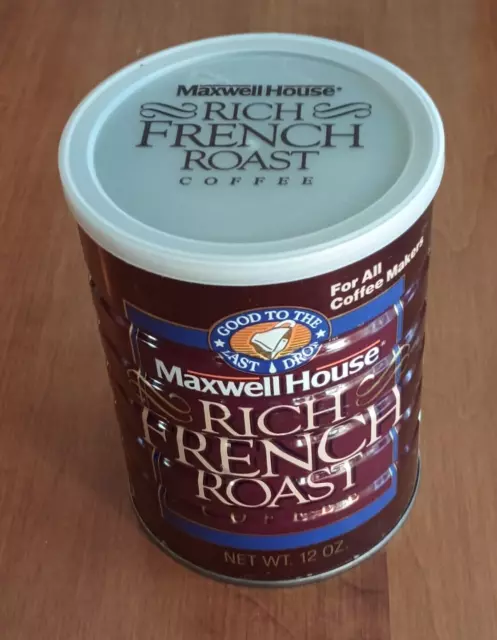 Maxwell House®
RICH
FRENCH
ROAST
COFFEE
For All
Coffee Makers
GOOD TO THE
LAST DROP
Maxwell House®
RICH
FRENCH
ROAST
COFFEE
NET WT. 12 OZ.